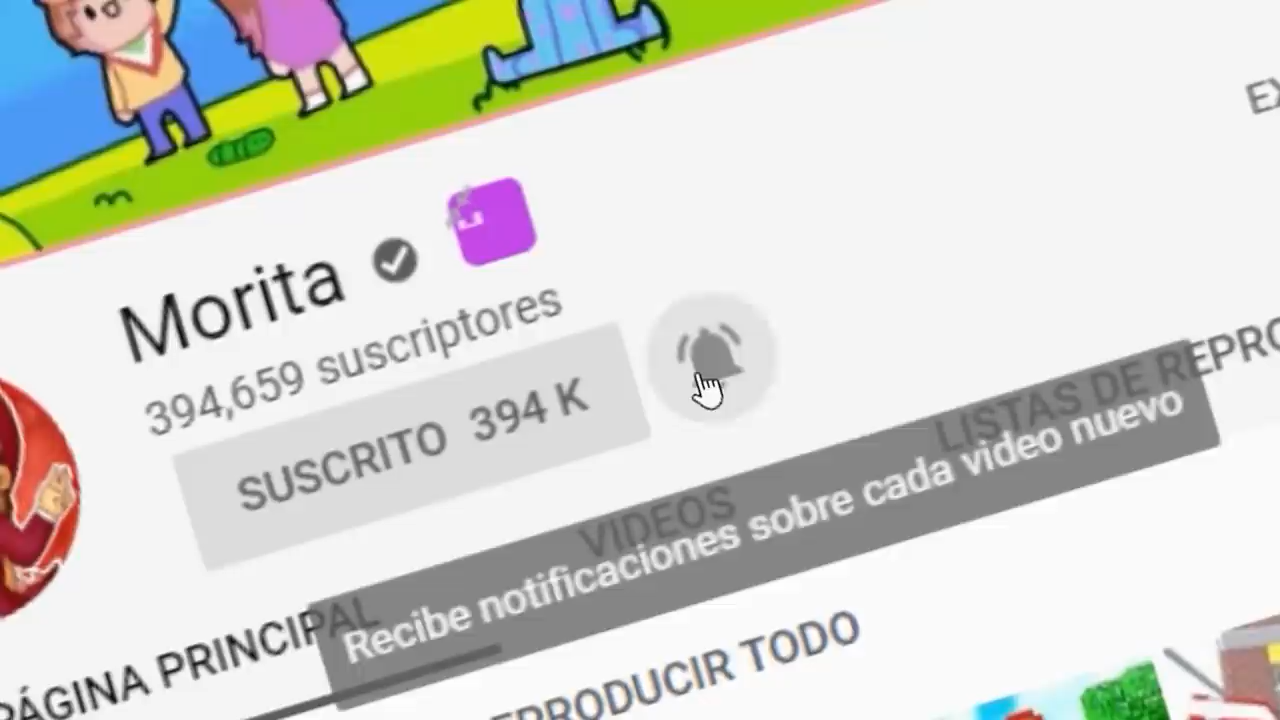 Morita
394,659 suscriptores
SUSCRITO 394 K
Recibe notificaciones sobre cada video nuevo
PÁGINA PRINCIPAL
VIDEOS
LISTAS DE REPRO
EPRODUCIR TODO